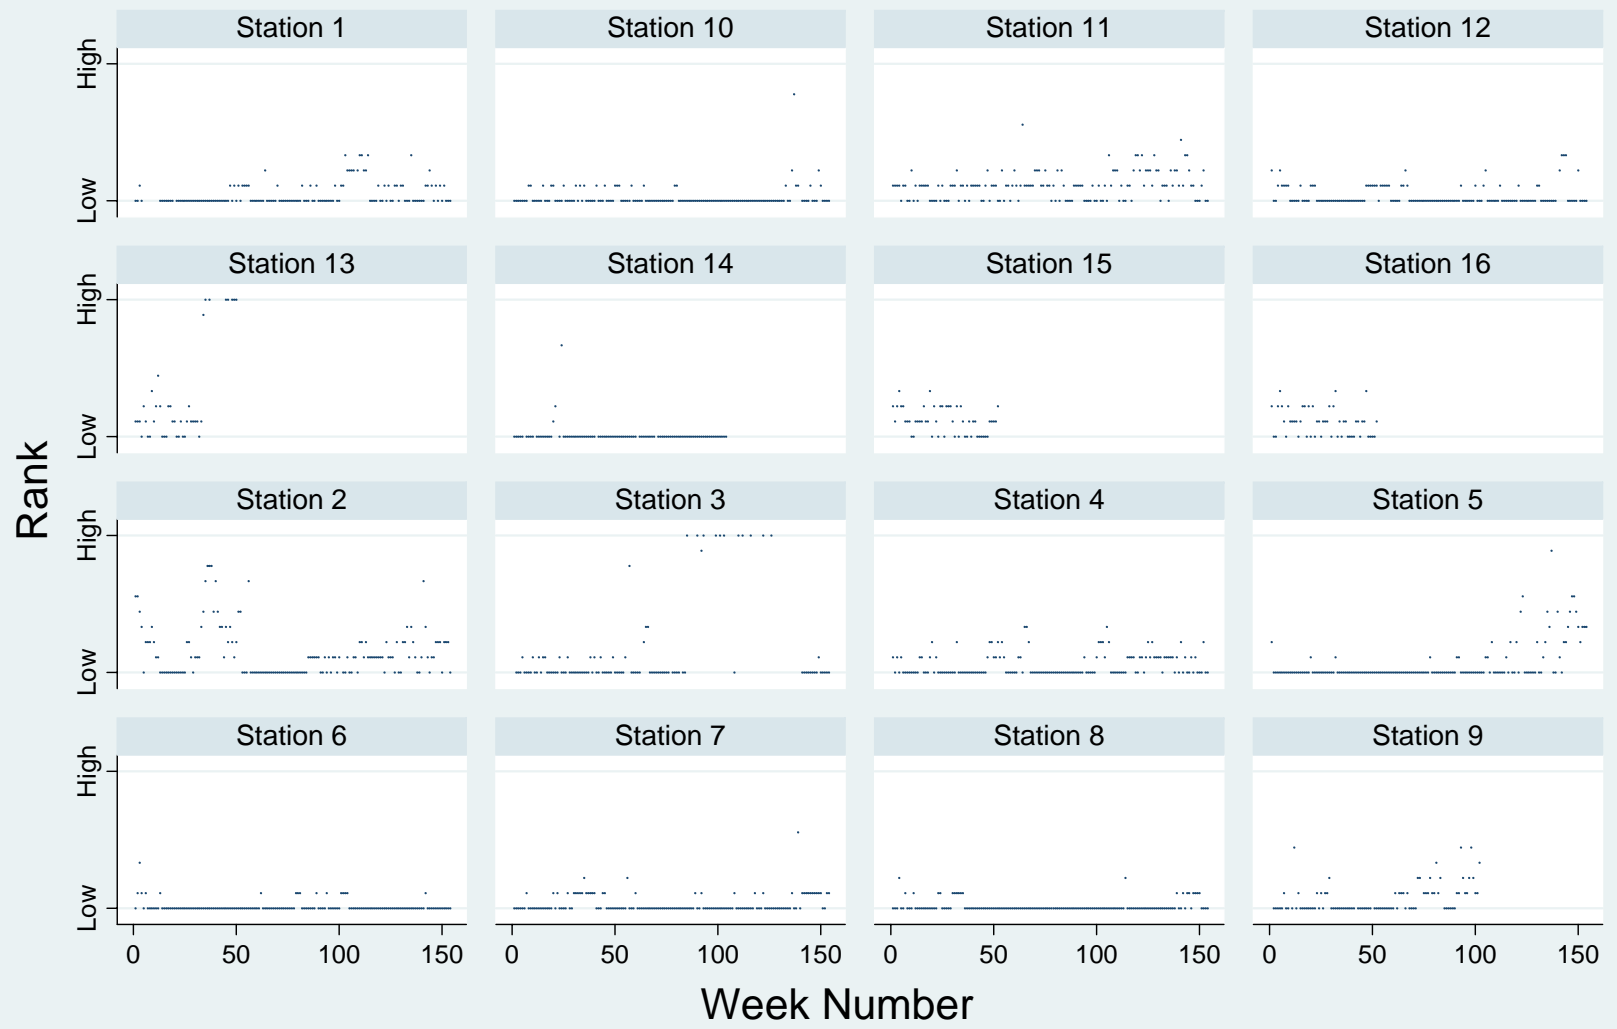 Station 1 Station 10 Station 11 Station 12
High
Low
Station 13 Station 14 Station 15 Station 16
High
Low
Station 2 Station 3 Station 4 Station 5
High
Low
Station 6 Station 7 Station 8 Station 9
High
Low
0 50 100 150 0 50 100 150 0 50 100 150 0 50 100 150
Rank
Week Number